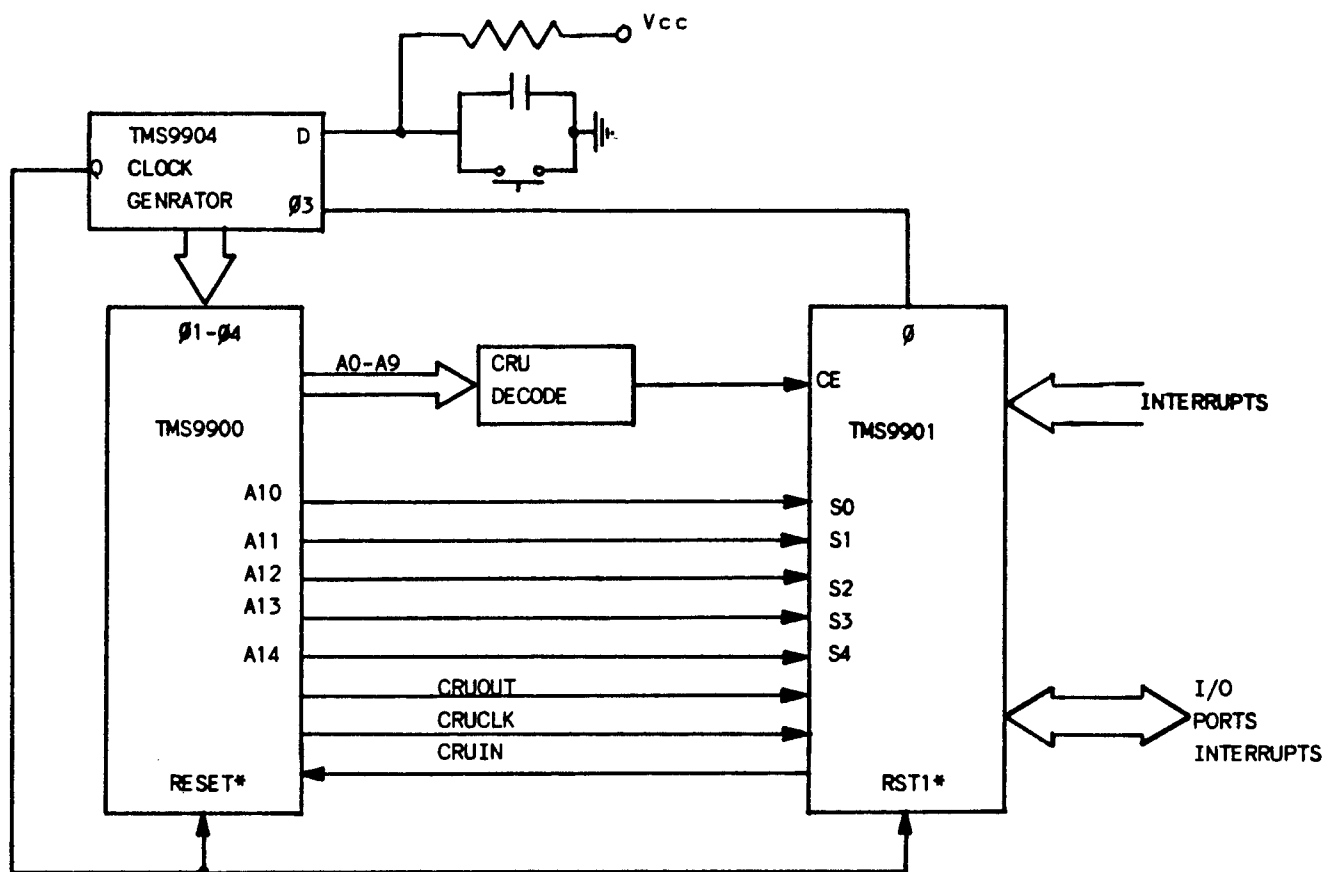 Vcc
TMS9904 D
Q CLOCK
GENRATOR Ø3
Ø1-Ø4
Ø
A0-A9
CRU
DECODE
CE
INTERRUPTS
TMS9900
TMS9901
A10
S0
A11
S1
A12
S2
A13
S3
A14
S4
CRUOUT
CRUCLK
CRUIN
I/O
PORTS
INTERRUPTS
RESET*
RST1*